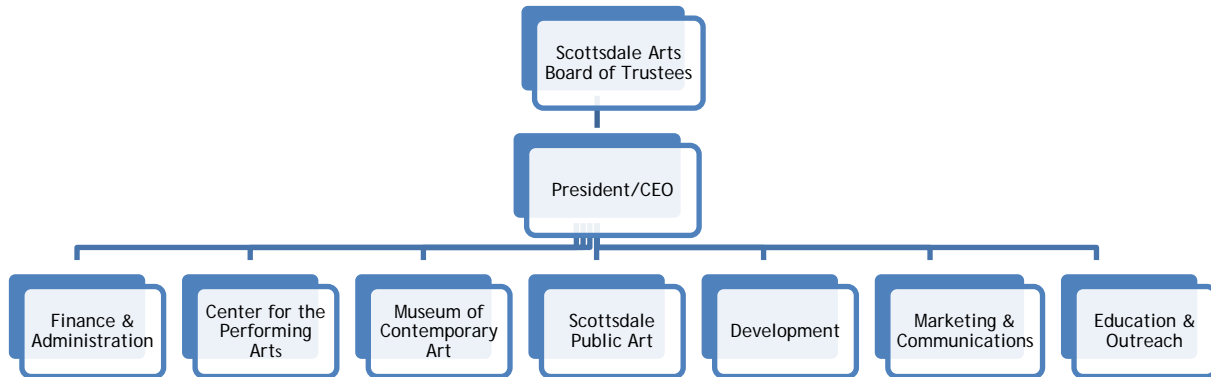 Scottsdale Arts
Board of Trustees
President/CEO
Finance &
Administration
Center for the
Performing
Arts
Museum of
Contemporary
Art
Scottsdale
Public Art
Development
Marketing &
Communications
Education &
Outreach